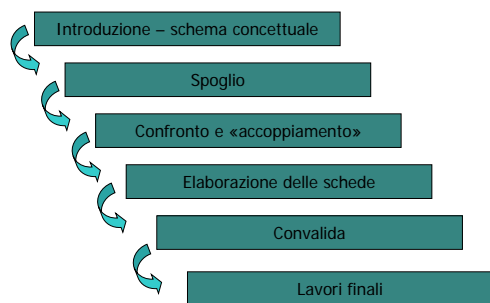 Introduzione – schema concettuale
Spoglio
Confronto e «accoppiamento»
Elaborazione delle schede
Convalida
Lavori finali